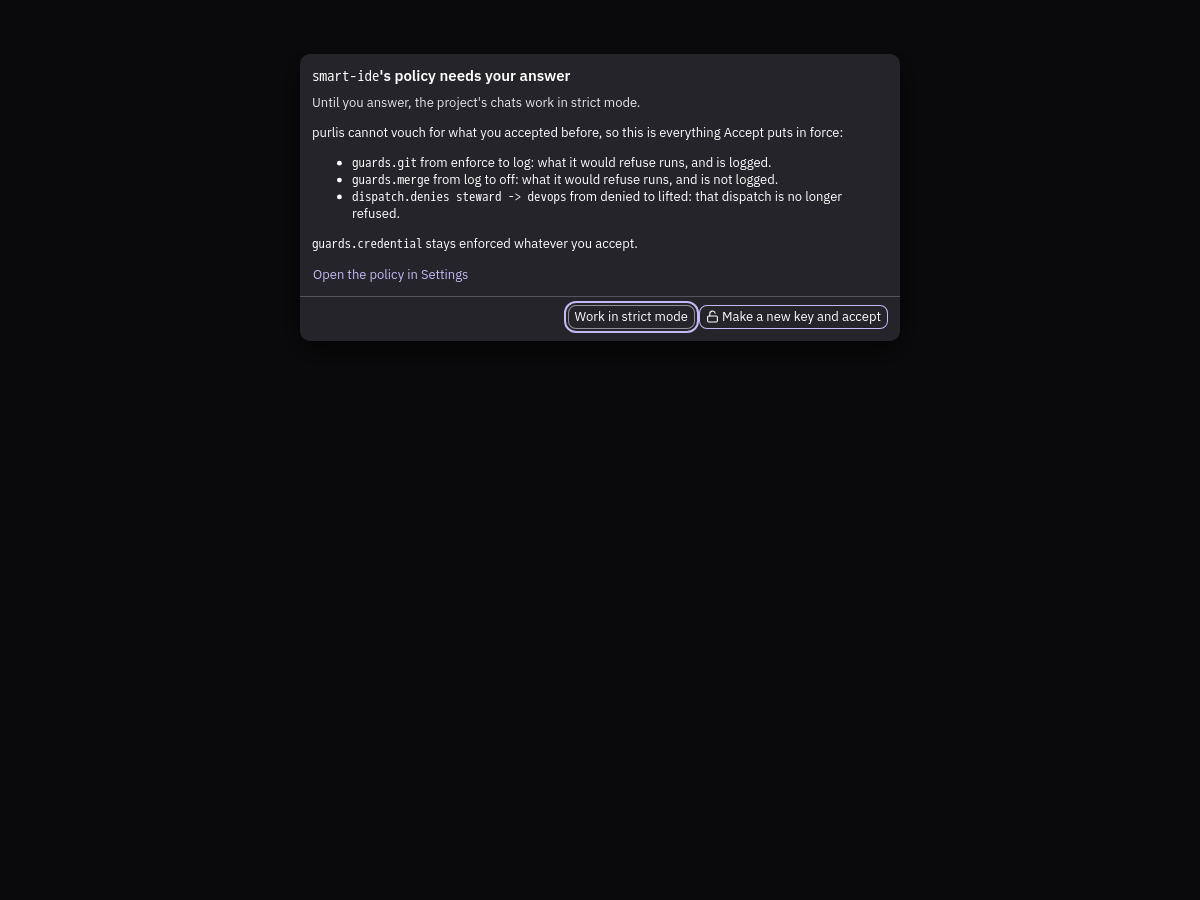 smart-ide's policy needs your answer
Until you answer, the project's chats work in strict mode.
purlis cannot vouch for what you accepted before, so this is everything Accept puts in force:
• guards.git from enforce to log: what it would refuse runs, and is logged.
• guards.merge from log to off: what it would refuse runs, and is not logged.
• dispatch.denies steward -> devops from denied to lifted: that dispatch is no longer
refused.
guards.credential stays enforced whatever you accept.
Open the policy in Settings
Work in strict mode
Make a new key and accept